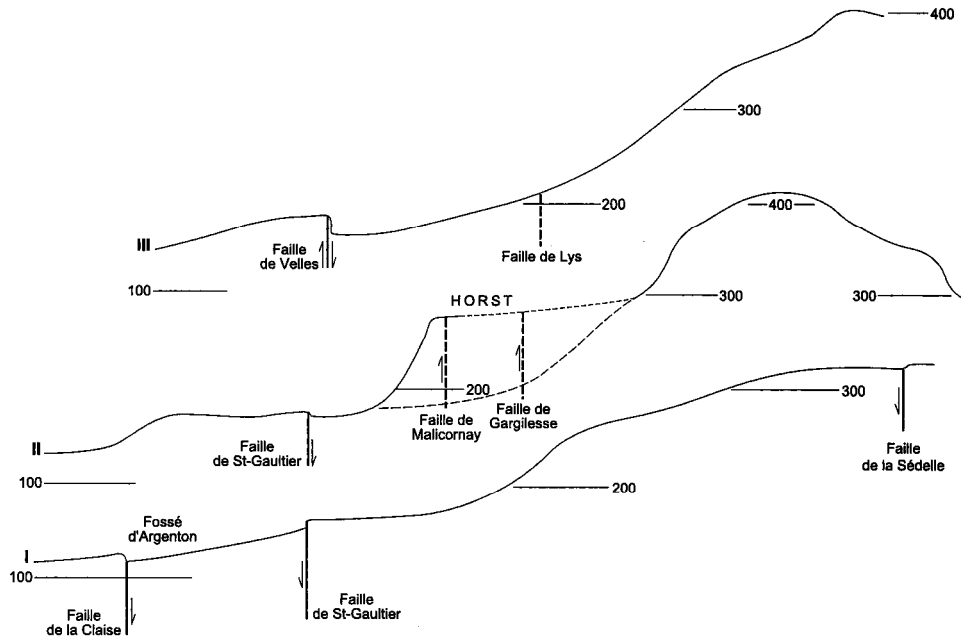 400
300
200
III
Faille
de Velles
Faille de Lys
100
400
HORST
300
300
200
Faille de
Malicornay
Faille de
Gargilesse
II
Faille
de St-Gaultier
100
300
Faille
de la Sédelle
200
Fossé
d'Argenton
I
100
Faille
de la Claise
Faille
de St-Gaultier